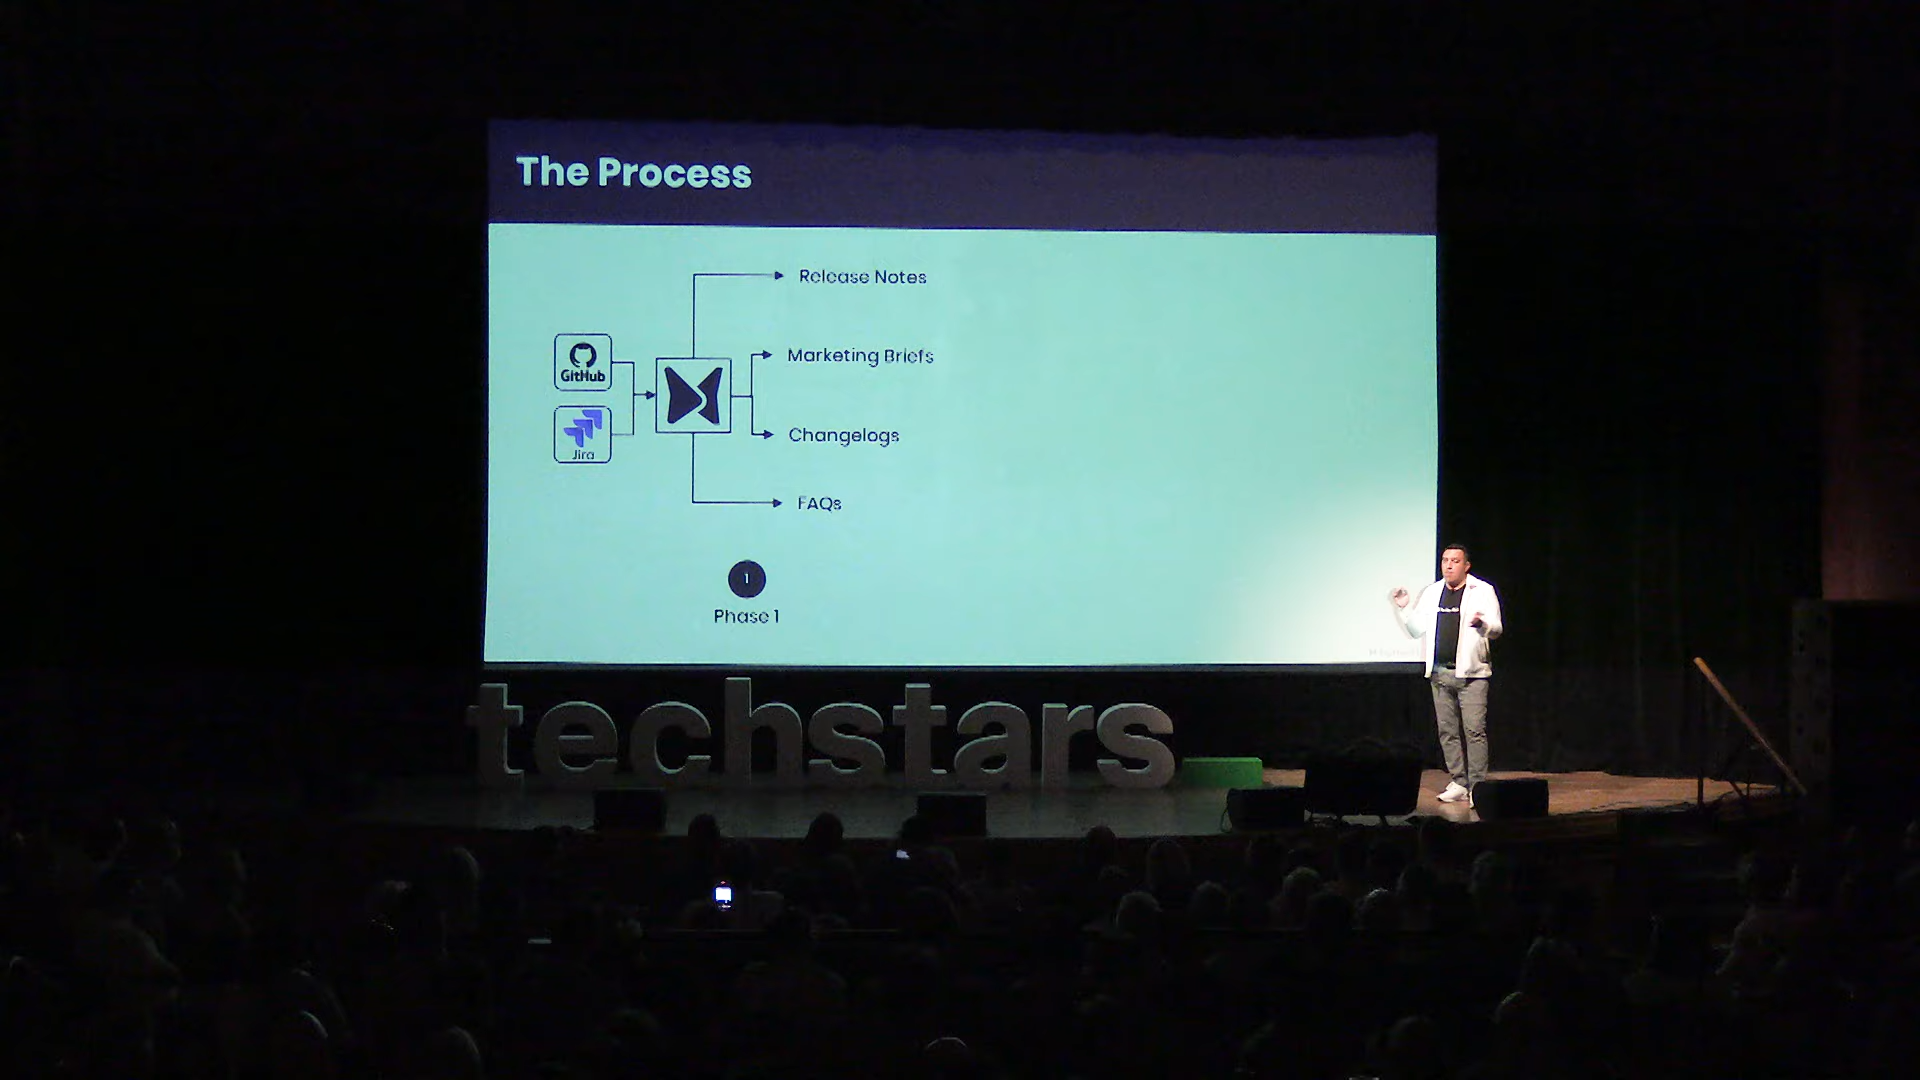 The Process
Release Notes
Marketing Briefs
GitHub
Changelogs
Jira
FAQs
1
Phase 1
techstars